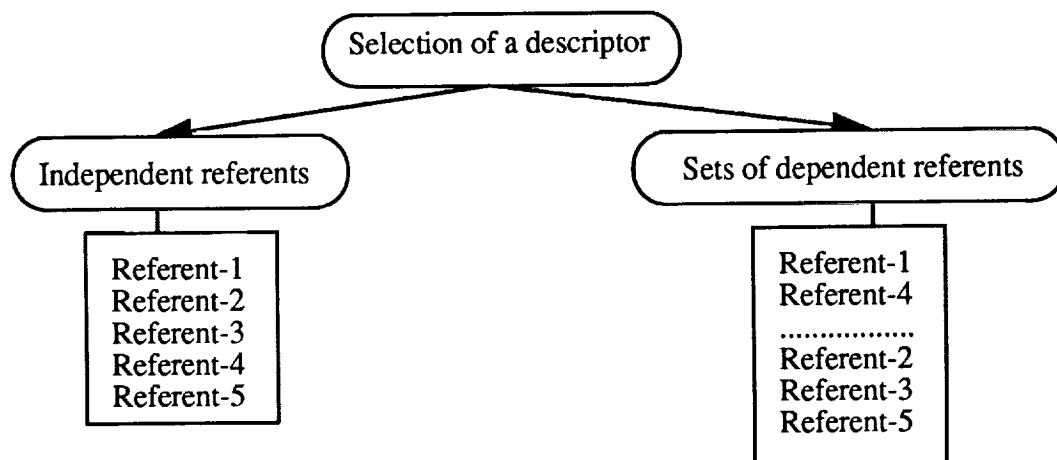 Selection of a descriptor
Independent referents
Sets of dependent referents
Referent-1
Referent-2
Referent-3
Referent-4
Referent-5
Referent-1
Referent-4
..................
Referent-2
Referent-3
Referent-5